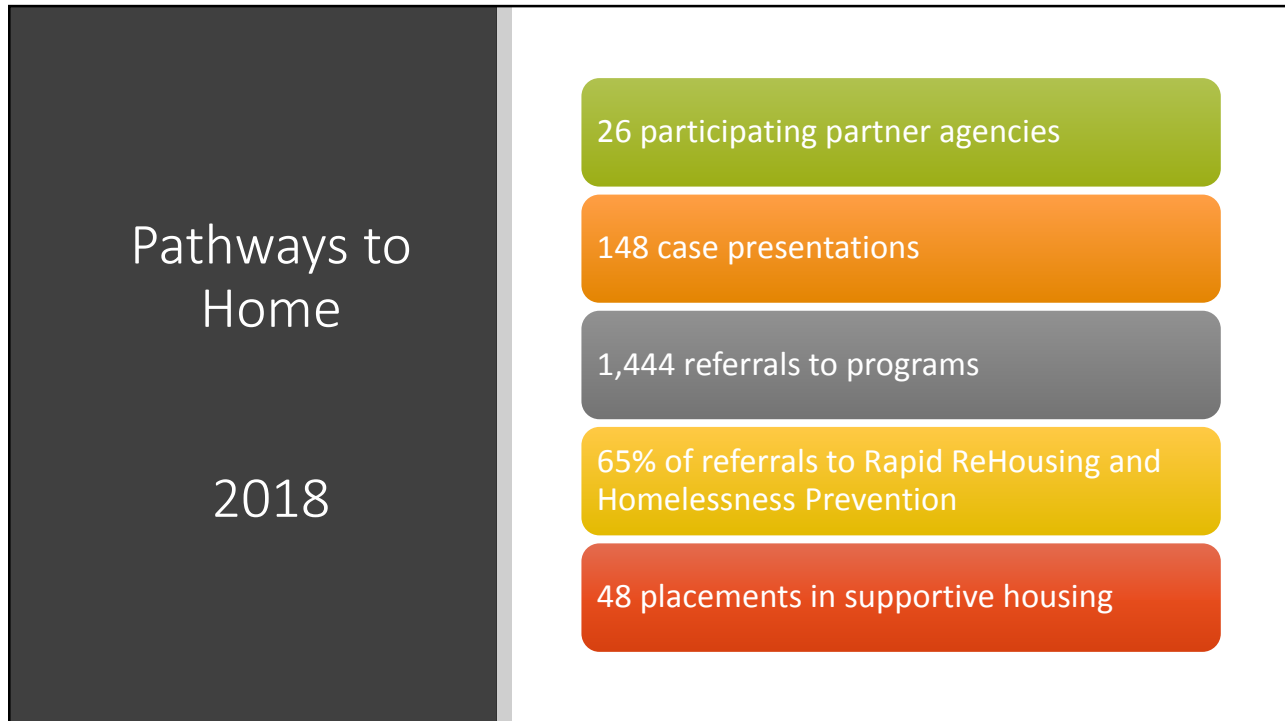 Pathways to
Home
2018
26 participating partner agencies
148 case presentations
1,444 referrals to programs
65% of referrals to Rapid ReHousing and
Homelessness Prevention
48 placements in supportive housing